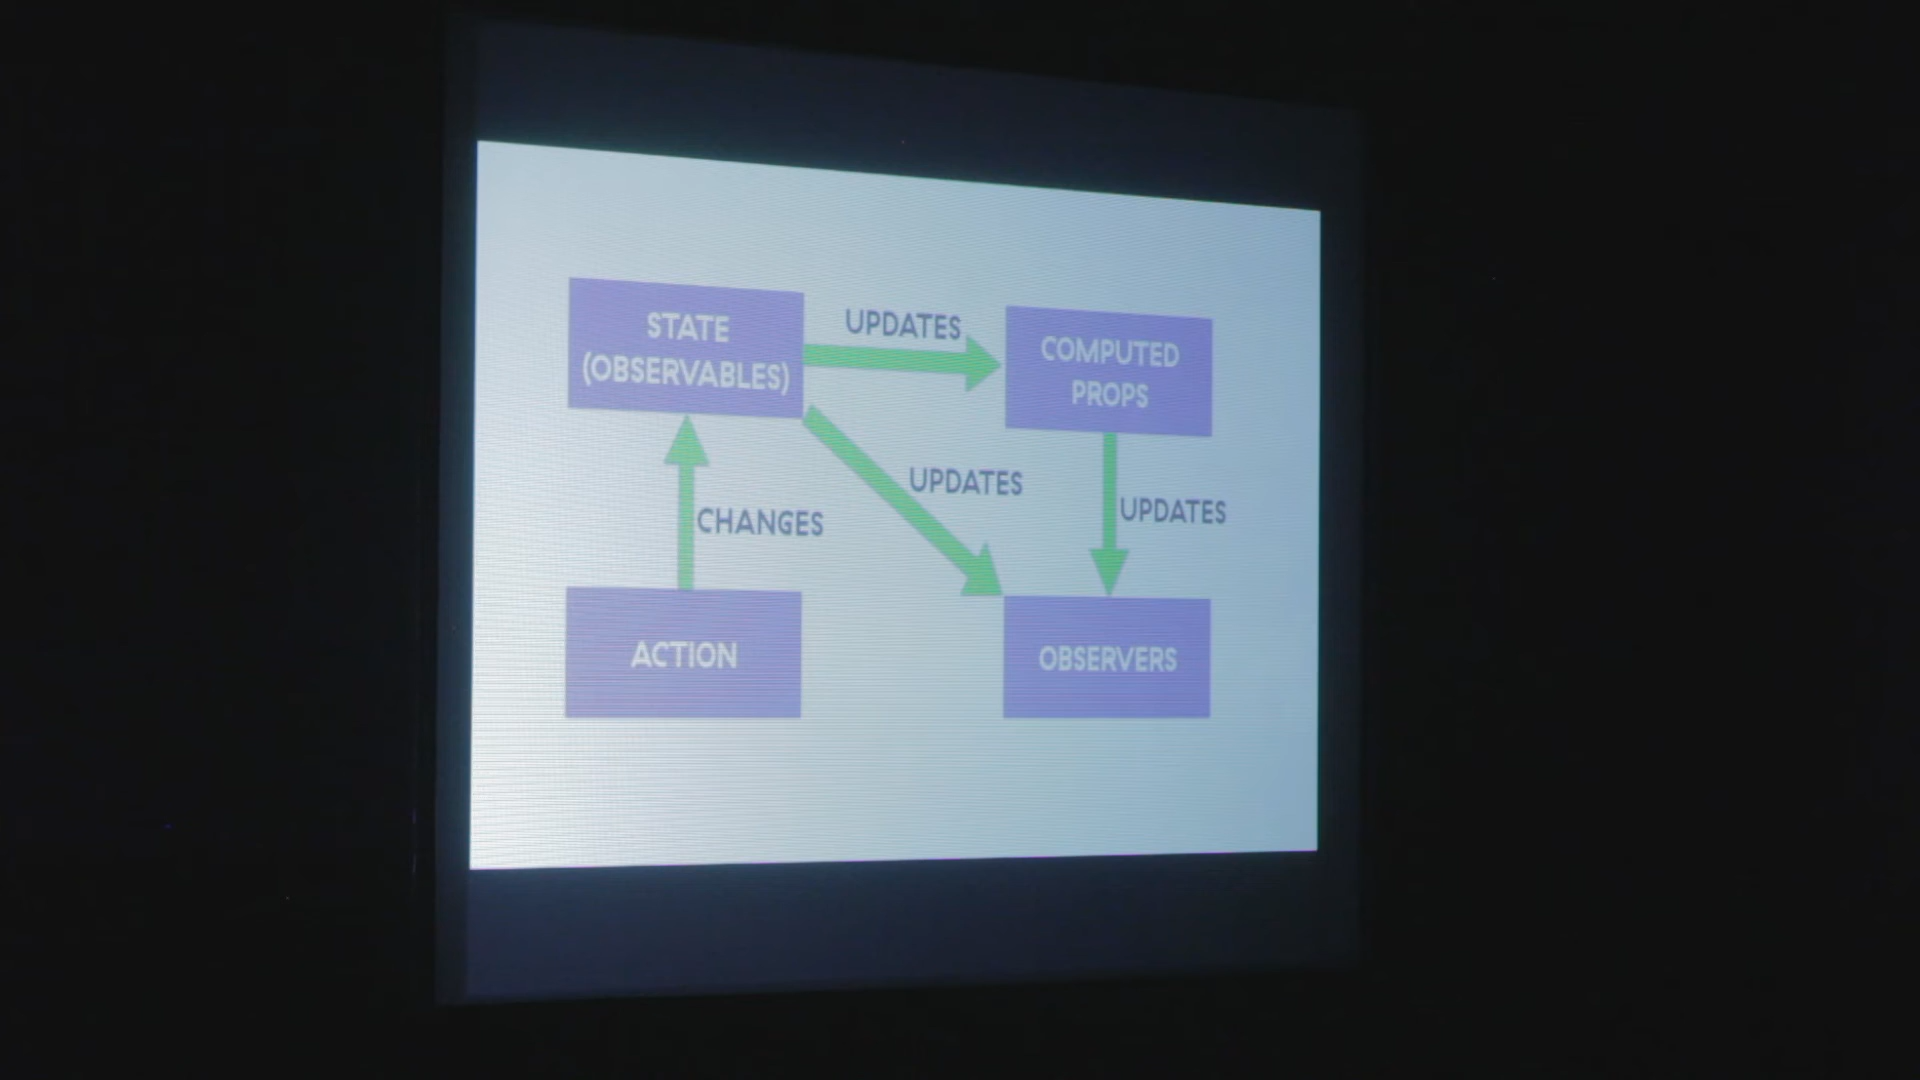 STATE
(OBSERVABLES)
UPDATES
COMPUTED
PROPS
UPDATES
UPDATES
CHANGES
ACTION
OBSERVERS